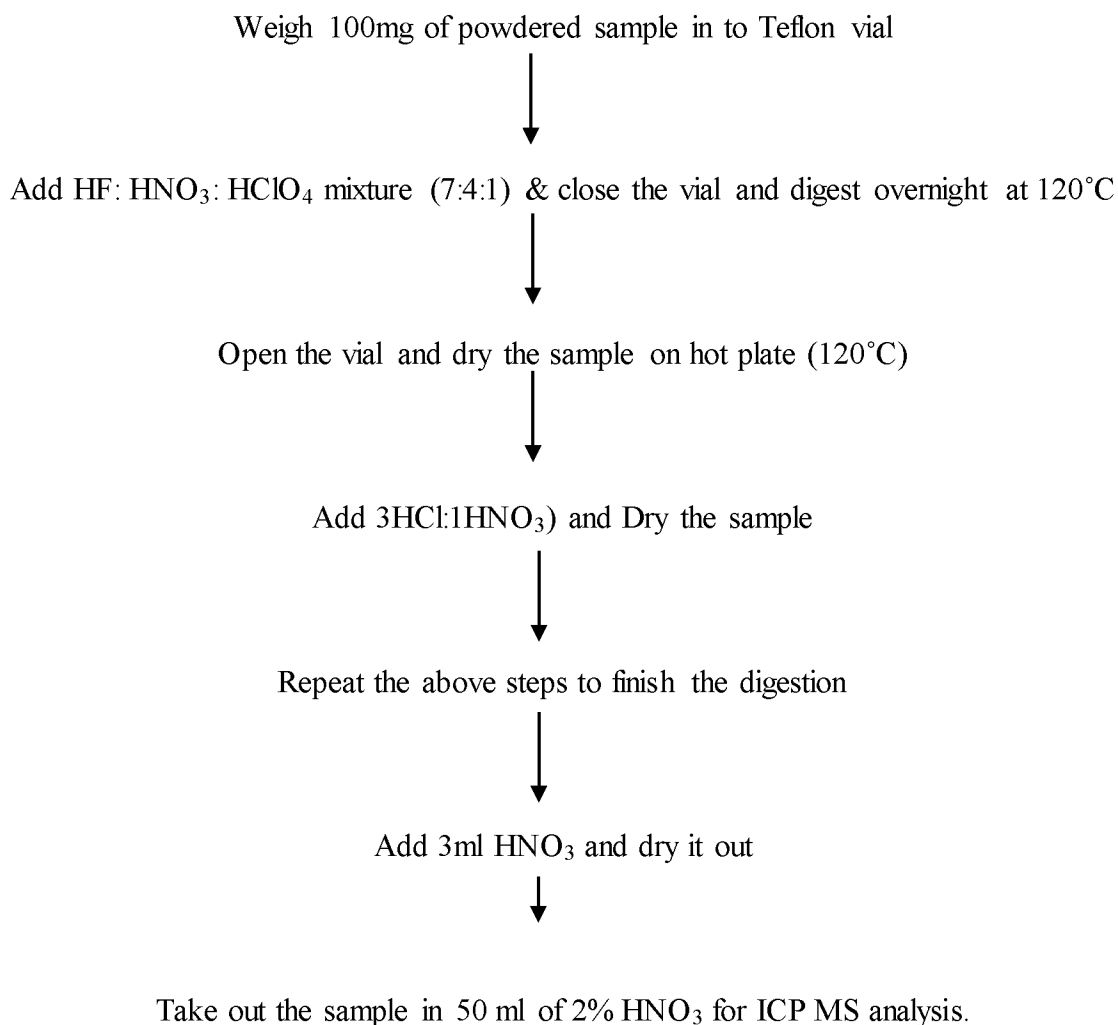 Weigh 100mg of powdered sample in to Teflon vial
Add HF: HNO₃: HClO₄ mixture (7:4:1) & close the vial and digest overnight at 120˚C
Open the vial and dry the sample on hot plate (120˚C)
Add 3HCl:1HNO₃) and Dry the sample
Repeat the above steps to finish the digestion
Add 3ml HNO₃ and dry it out
Take out the sample in 50 ml of 2% HNO₃ for ICP MS analysis.